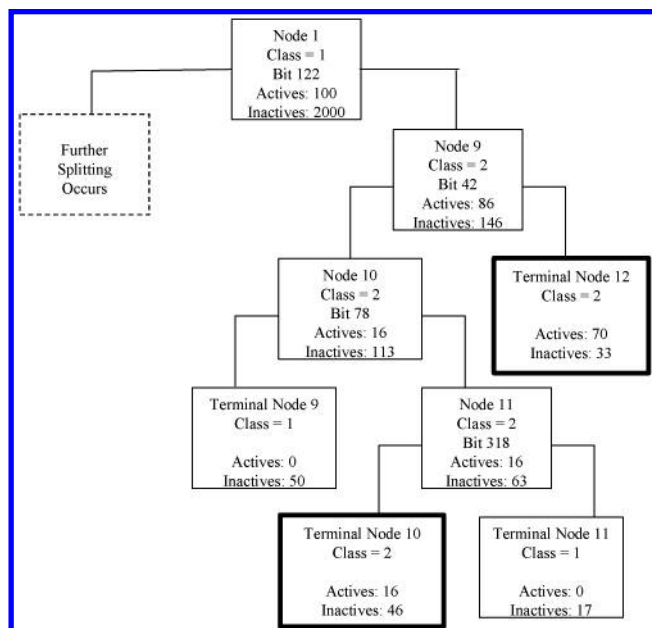 Node 1
Class = 1
Bit 122
Actives: 100
Inactives: 2000
Further
Splitting
Occurs
Node 9
Class = 2
Bit 42
Actives: 86
Inactives: 146
Node 10
Class = 2
Bit 78
Actives: 16
Inactives: 113
Terminal Node 12
Class = 2
Actives: 70
Inactives: 33
Terminal Node 9
Class = 1
Actives: 0
Inactives: 50
Node 11
Class = 2
Bit 318
Actives: 16
Inactives: 63
Terminal Node 10
Class = 2
Actives: 16
Inactives: 46
Terminal Node 11
Class = 1
Actives: 0
Inactives: 17